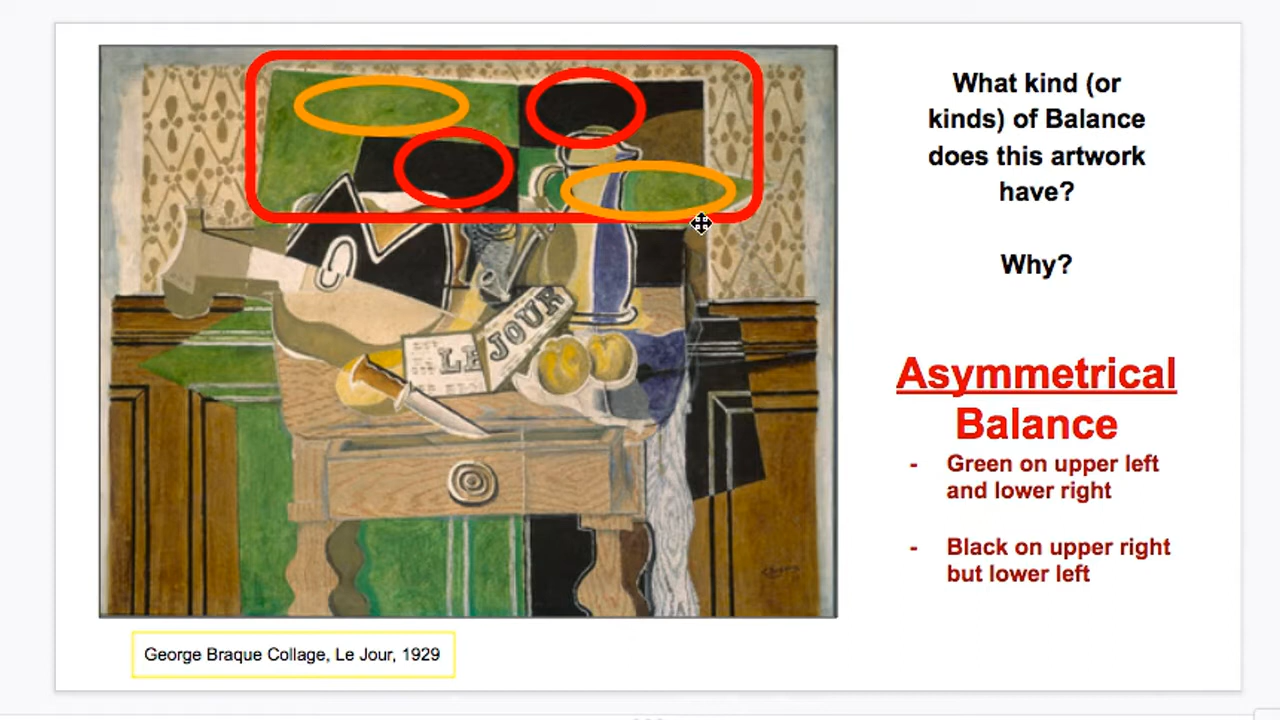 What kind (or
kinds) of Balance
does this artwork
have?
Why?
Asymmetrical
Balance
- Green on upper left
and lower right
- Black on upper right
but lower left
LE JOUR
George Braque Collage, Le Jour, 1929